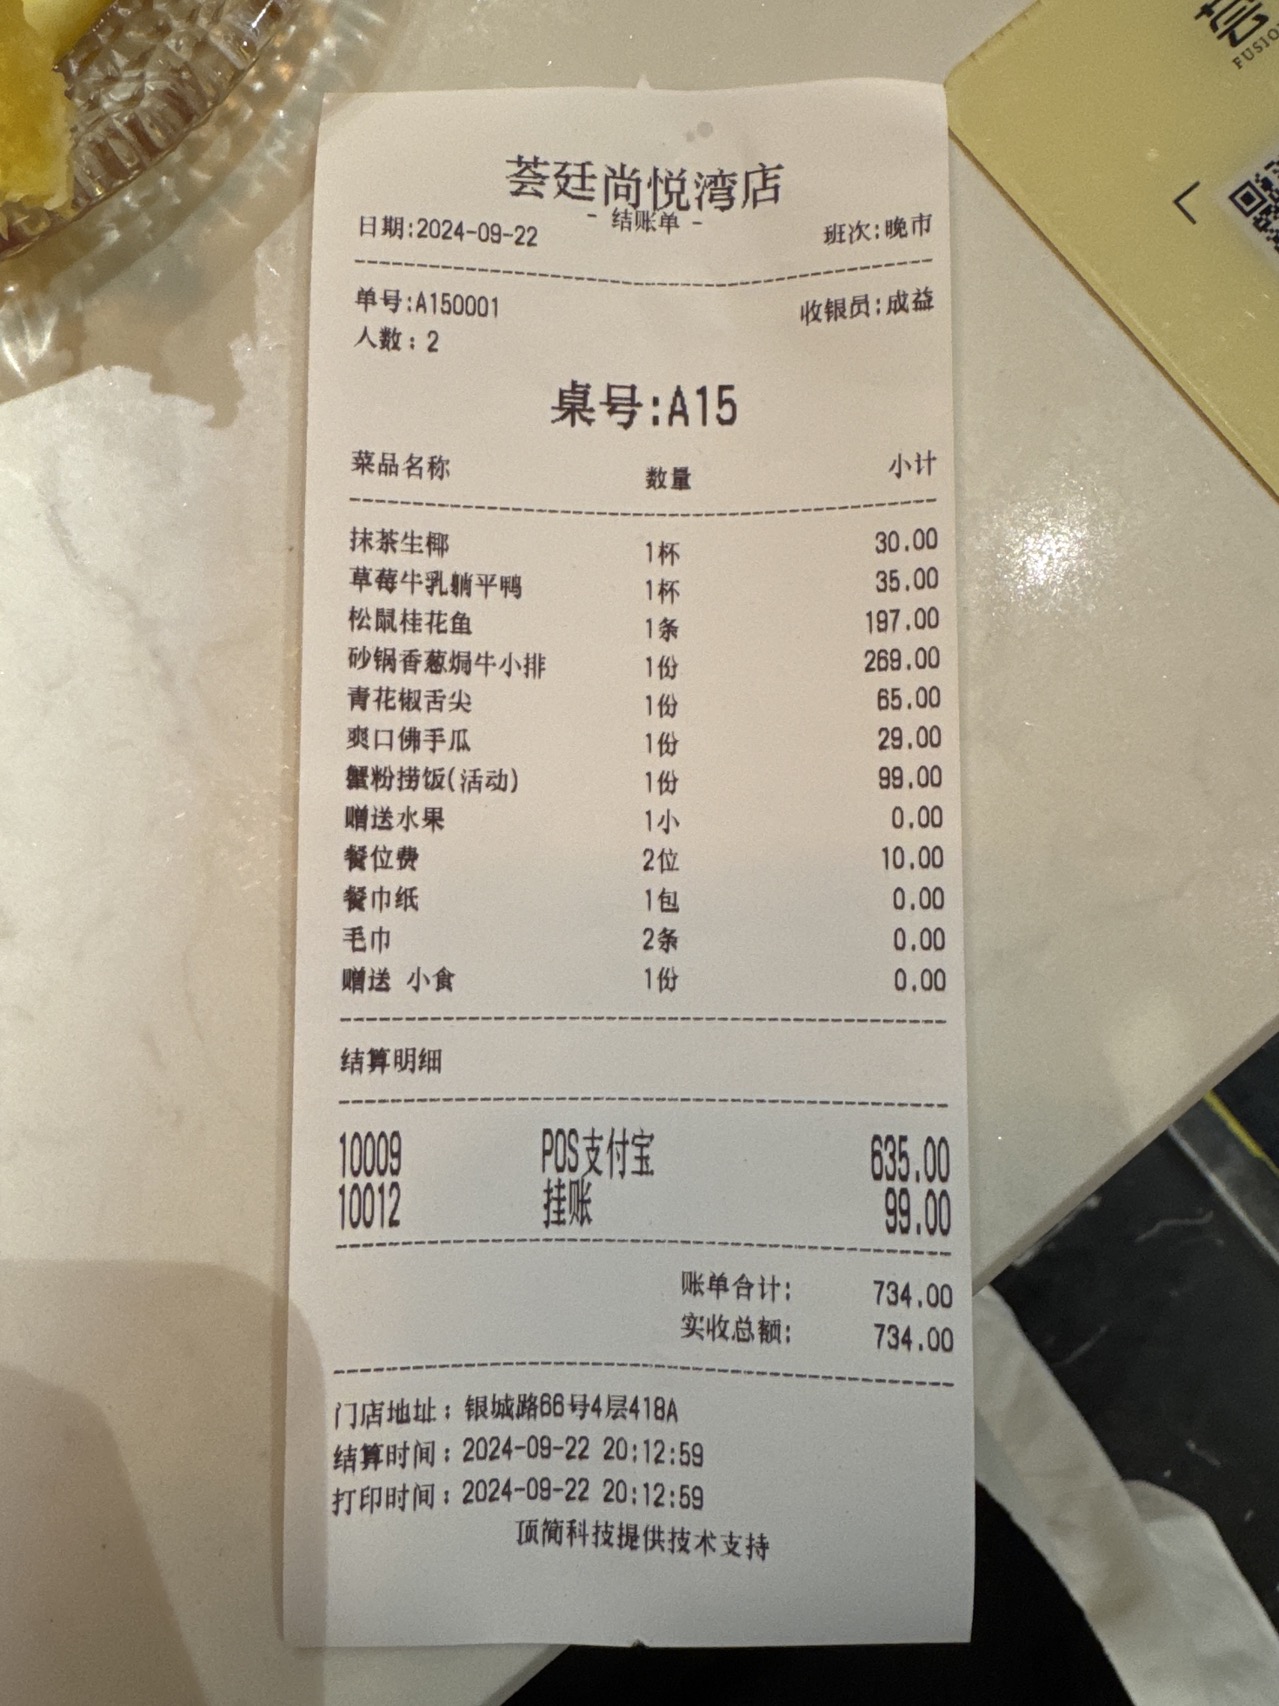 荟廷尚悦湾店
- 结账单 -
日期:2024-09-22 班次:晚市
单号:A150001 收银员:成益
人数: 2
桌号:A15
菜品名称 数量 小计
抹茶生椰 1杯 30.00
草莓牛乳躺平鸭 1杯 35.00
松鼠桂花鱼 1条 197.00
砂锅香葱焗牛小排 1份 269.00
青花椒舌尖 1份 65.00
爽口佛手瓜 1份 29.00
蟹粉捞饭(活动) 1份 99.00
赠送水果 1小 0.00
餐位费 2位 10.00
餐巾纸 1包 0.00
毛巾 2条 0.00
赠送 小食 1份 0.00
结算明细
10009 POS支付宝 635.00
10012 挂账 99.00
账单合计: 734.00
实收总额: 734.00
门店地址: 银城路66号4层418A
结算时间: 2024-09-22 20:12:59
打印时间: 2024-09-22 20:12:59
顶简科技提供技术支持